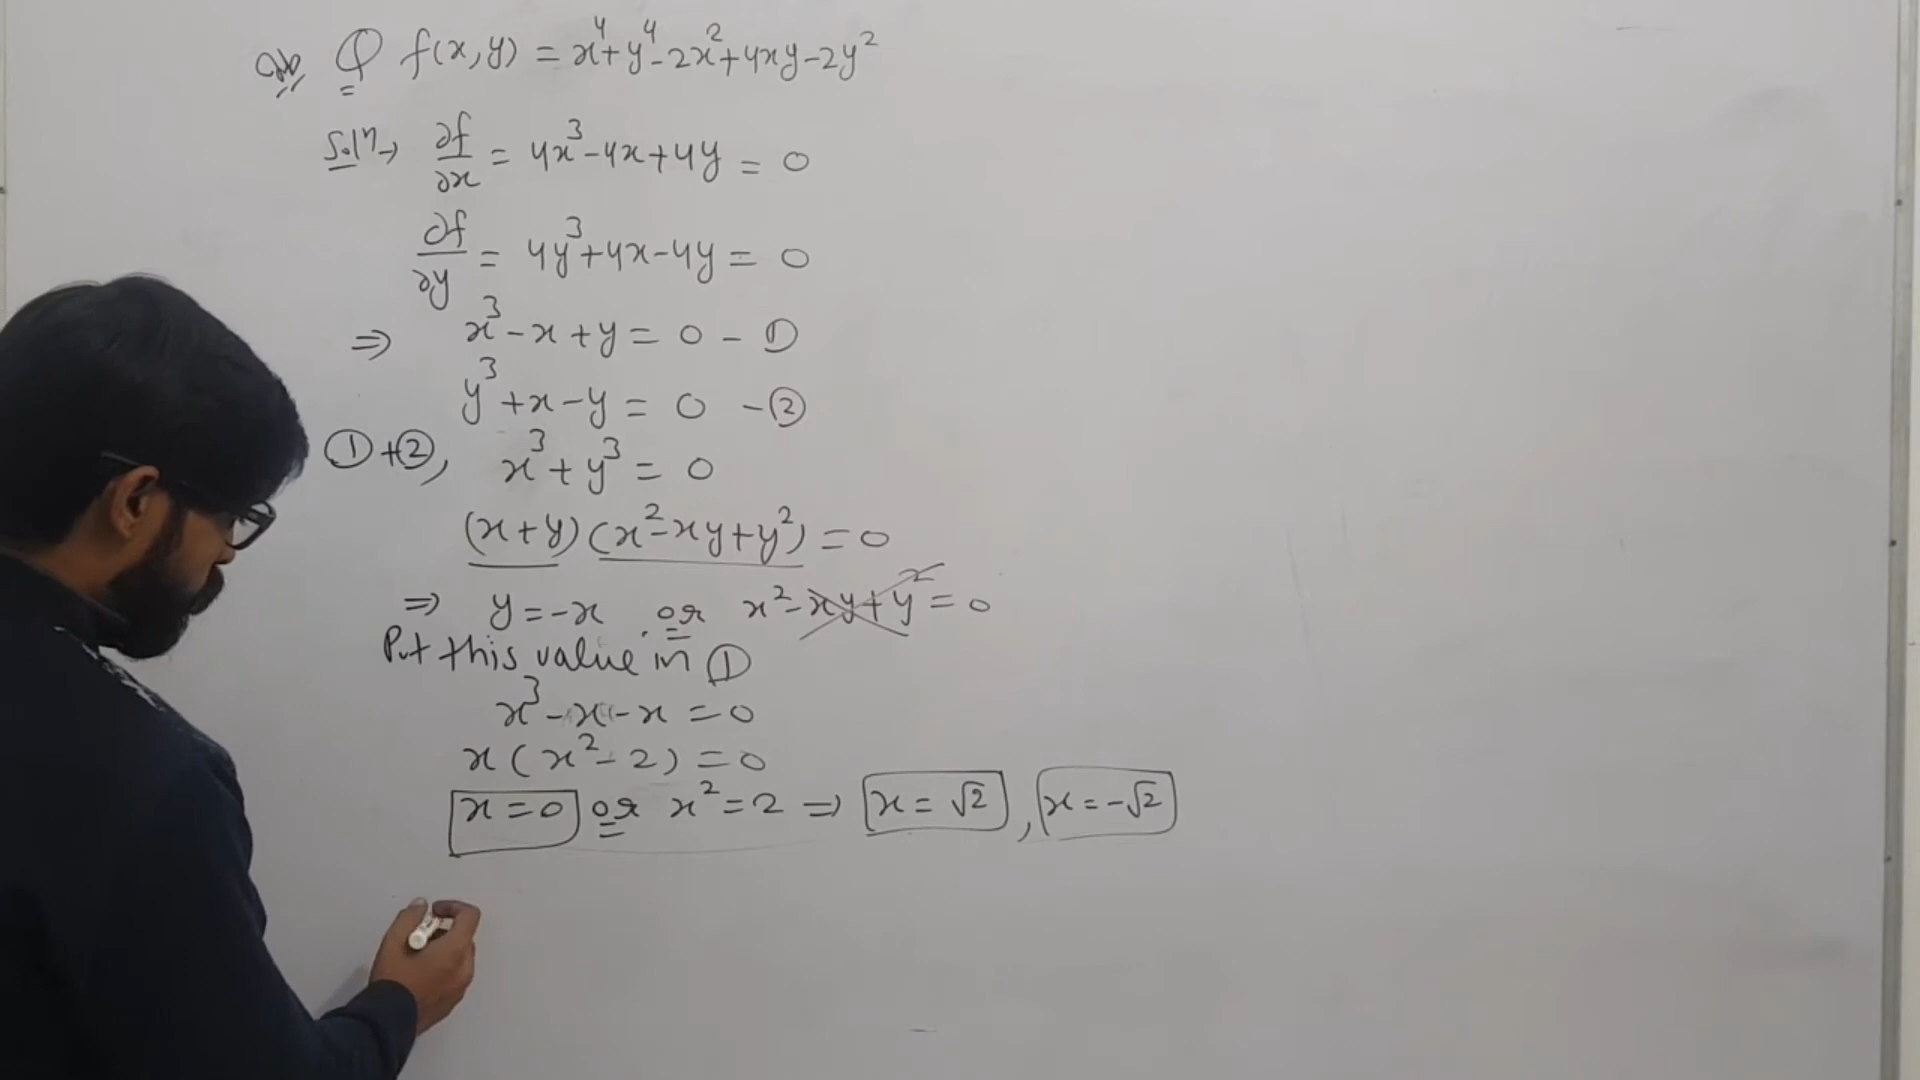 Q f(x,y) = x⁴+y⁴-2x²+4xy-2y²
Solⁿ→ ∂f/∂x = 4x³-4x+4y = 0
∂f/∂y = 4y³+4x-4y = 0
⇒ x³-x+y = 0 - ①
y³+x-y = 0 - ②
①+②, x³+y³ = 0
(x+y)(x²-xy+y²) = 0
⇒ y=-x or x²-xy+y²=0
Put this value in ①
x³-x-x=0
x(x²-2)=0
x=0 or x²=2 ⇒ x=√2, x=-√2